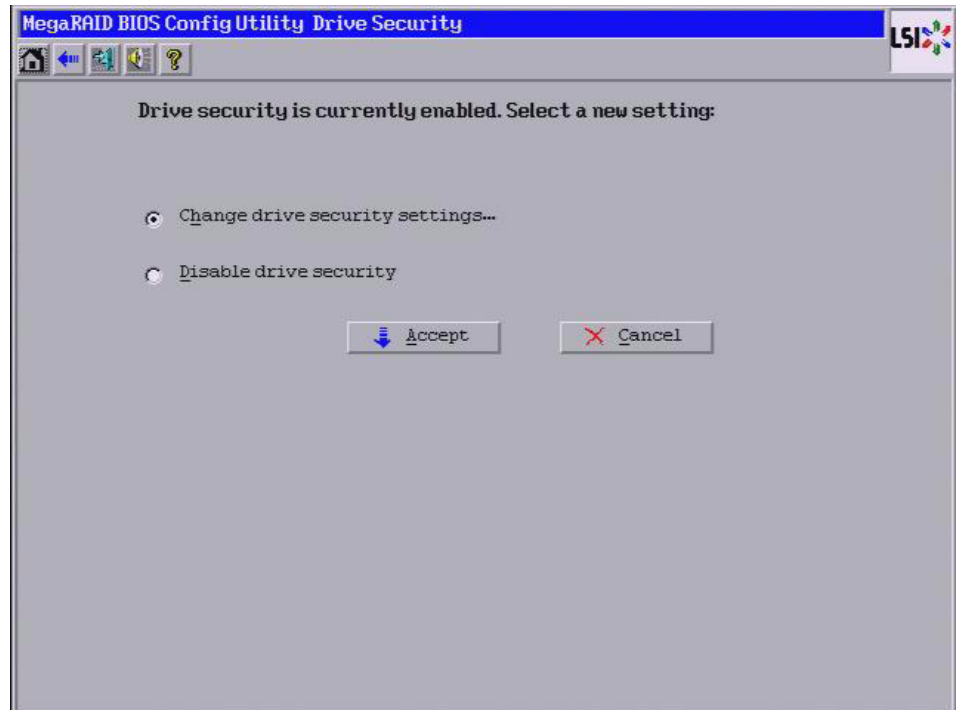 MegaRAID BIOS Config Utility Drive Security
LSI
?
Drive security is currently enabled. Select a new setting:
Change drive security settings...
Disable drive security
Accept
Cancel